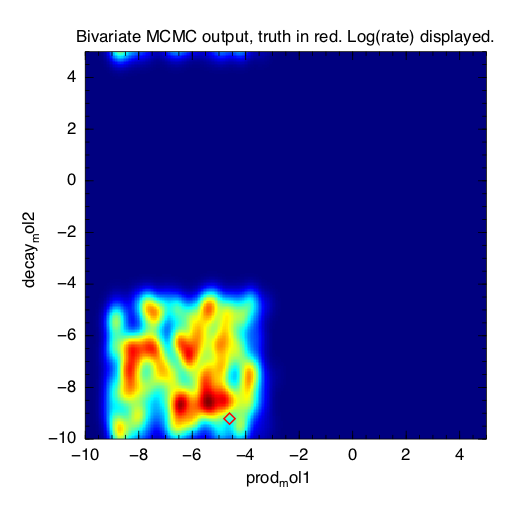 Bivariate MCMC output, truth in red. Log(rate) displayed.
4
2
0
−2
−4
−6
−8
−10
decay_mol2
−10 −8 −6 −4 −2 0 2 4
prod_mol1